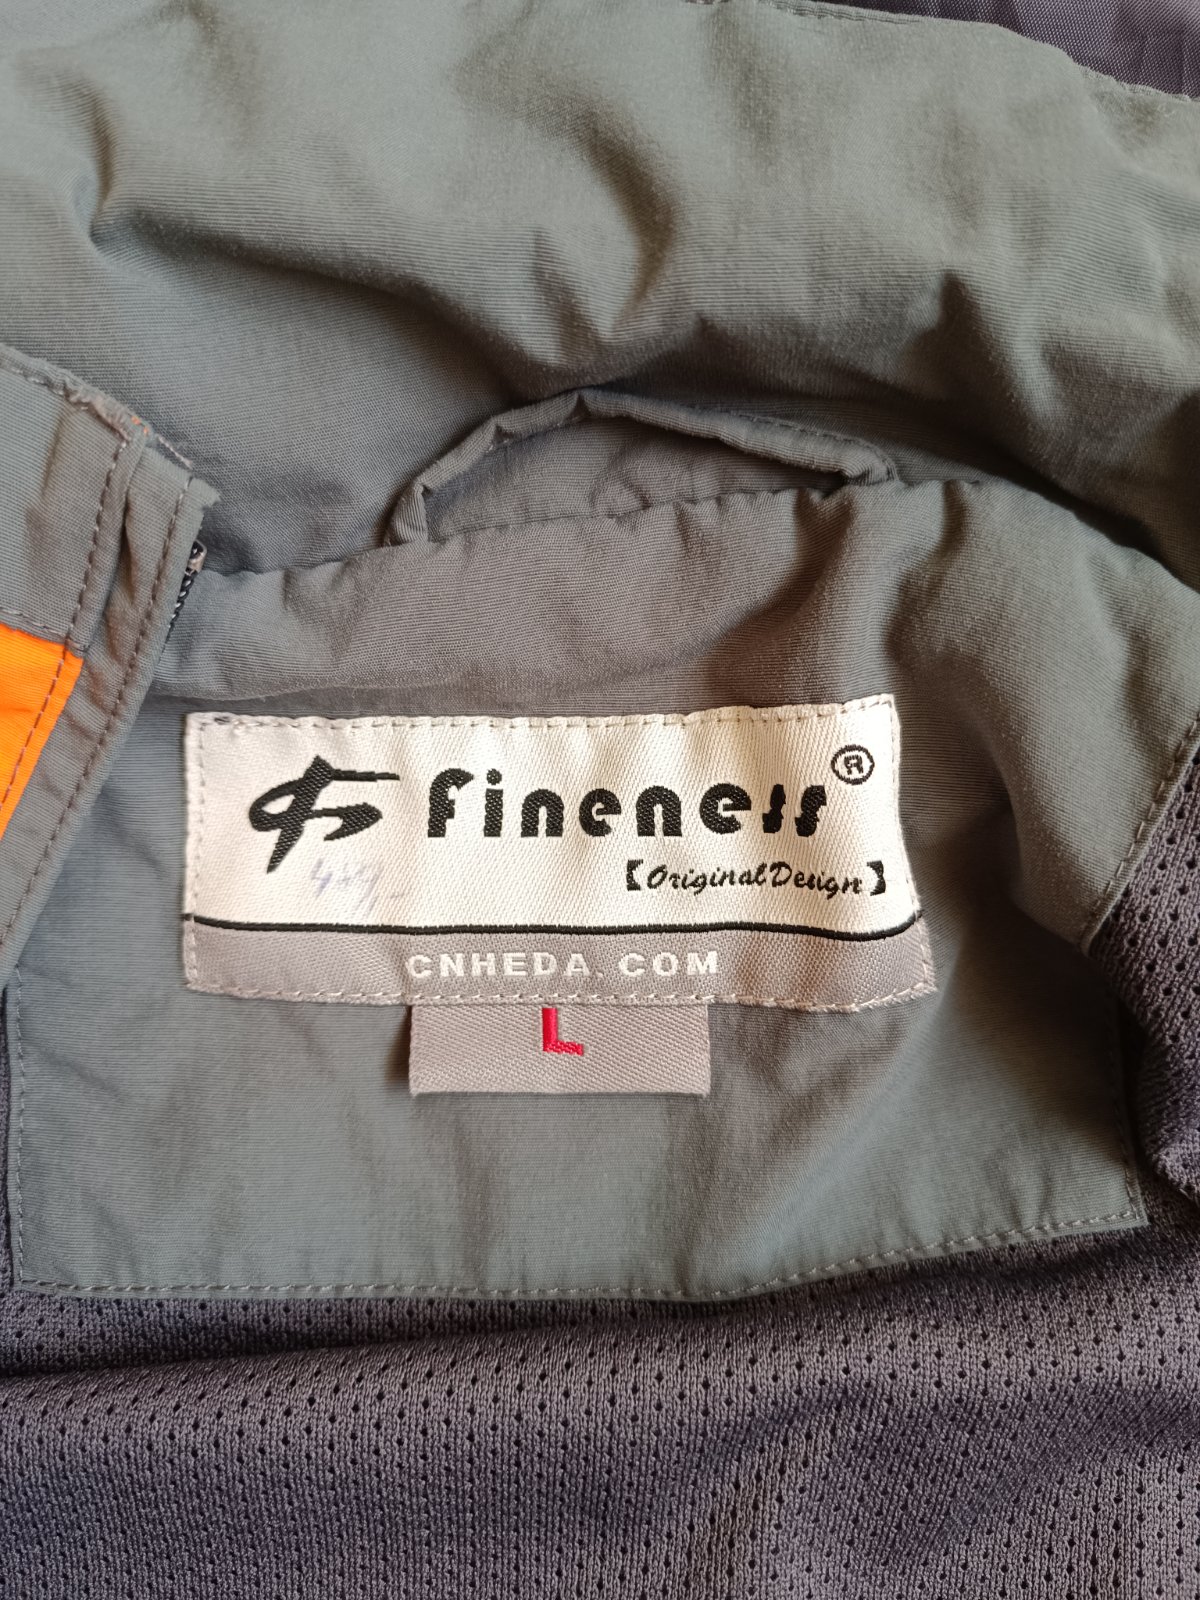 fineness®
【Original Design】
CNHEDA.COM
L